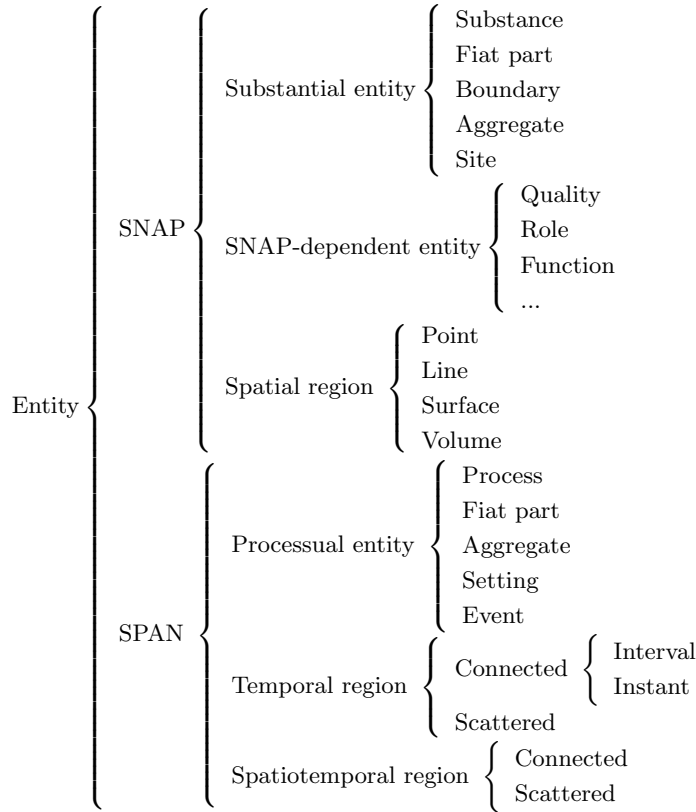 Substance
Fiat part
Substantial entity
Boundary
Aggregate
Site
Quality
SNAP
Role
SNAP-dependent entity
Function
...
Point
Line
Spatial region
Entity
Surface
Volume
Process
Fiat part
Processual entity
Aggregate
Setting
Event
SPAN
Interval
Connected
Temporal region
Instant
Scattered
Connected
Spatiotemporal region
Scattered